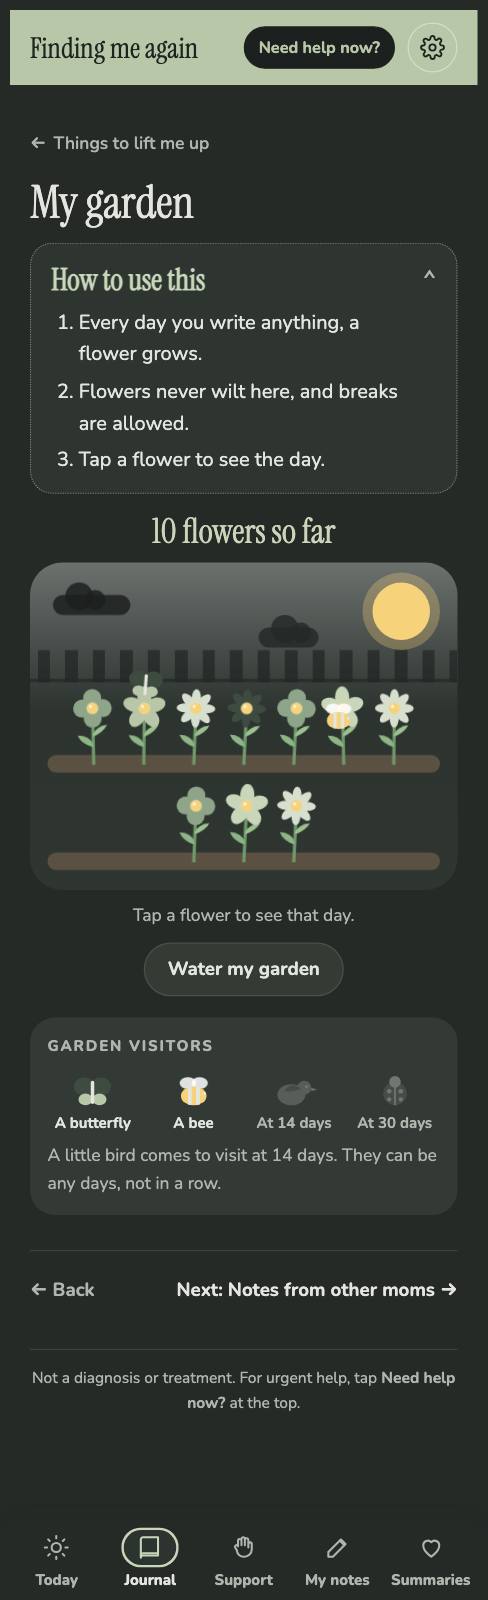 Finding me again
Need help now?
← Things to lift me up
My garden
How to use this
1. Every day you write anything, a
flower grows.
2. Flowers never wilt here, and breaks
are allowed.
3. Tap a flower to see the day.
10 flowers so far
Tap a flower to see that day.
Water my garden
GARDEN VISITORS
A butterfly
A bee
At 14 days
At 30 days
A little bird comes to visit at 14 days. They can be
any days, not in a row.
← Back
Next: Notes from other moms →
Not a diagnosis or treatment. For urgent help, tap Need help
now? at the top.
Today
Journal
Support
My notes
Summaries